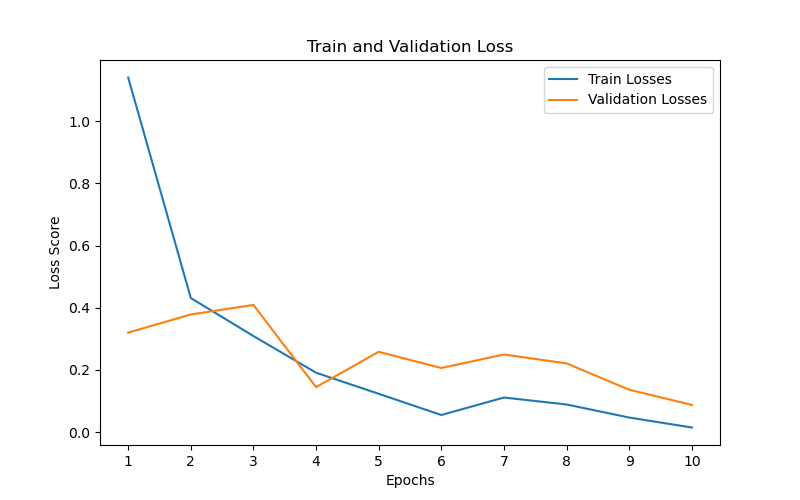 Train and Validation Loss
Train Losses
Validation Losses
1.0
0.8
0.6
0.4
0.2
0.0
Loss Score
1 2 3 4 5 6 7 8 9 10
Epochs